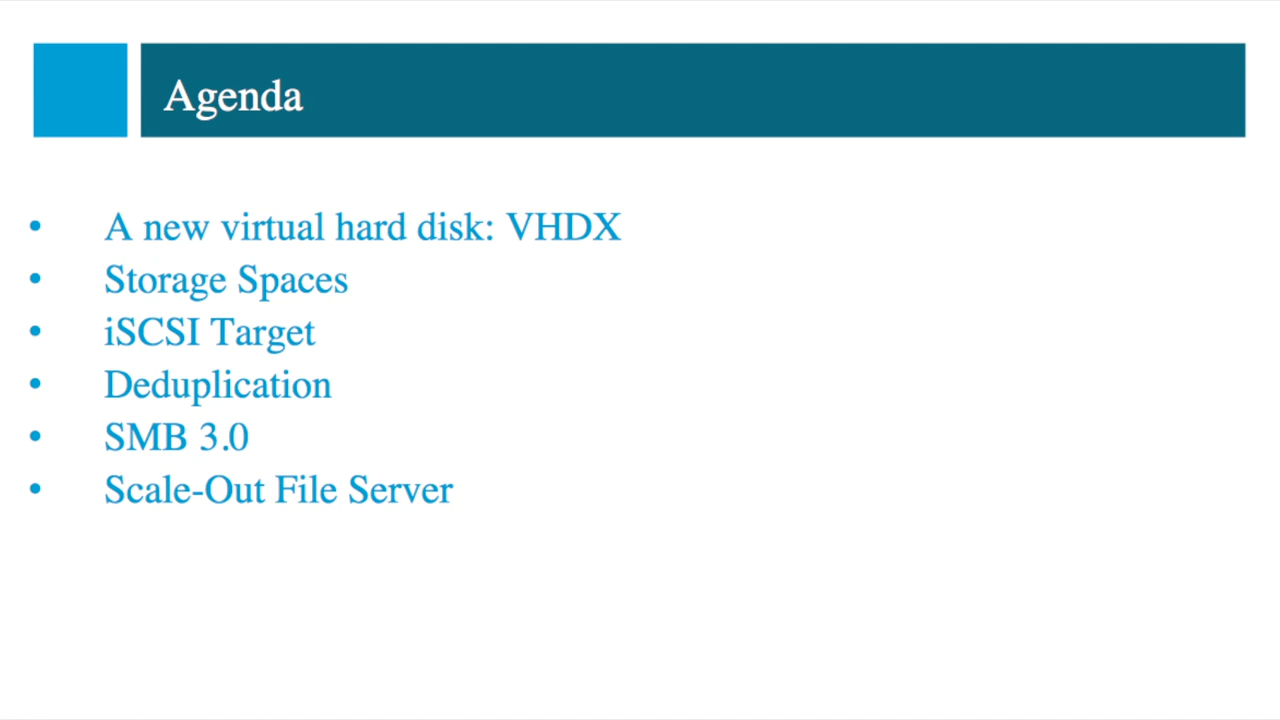 Agenda
• A new virtual hard disk: VHDX
• Storage Spaces
• iSCSI Target
• Deduplication
• SMB 3.0
• Scale-Out File Server